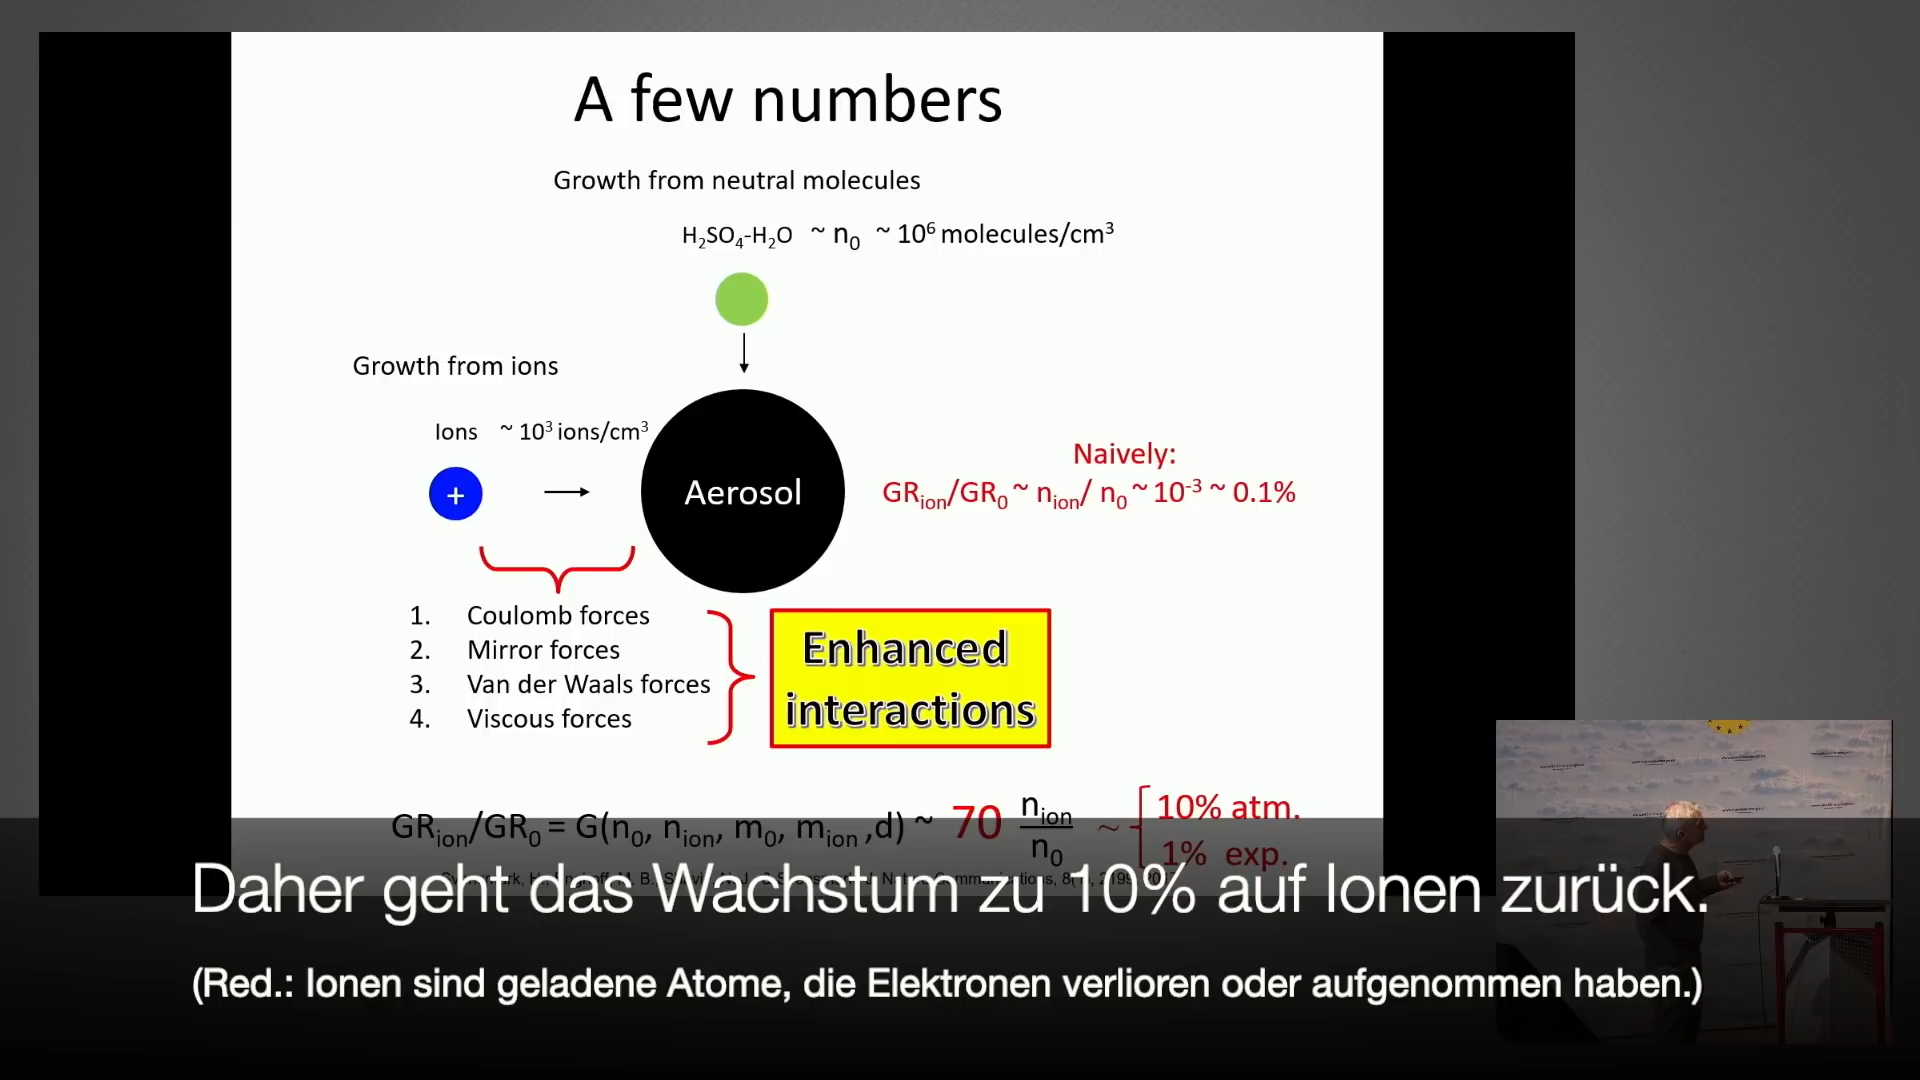 A few numbers
Growth from neutral molecules
H₂SO₄-H₂O ~ n₀ ~ 10⁶ molecules/cm³
Growth from ions
Ions ~ 10³ ions/cm³
+
Aerosol
Naively:
GRion/GR₀ ~ nion/ n₀ ~ 10⁻³ ~ 0.1%
1. Coulomb forces
2. Mirror forces
3. Van der Waals forces
4. Viscous forces
Enhanced
interactions
GRion/GR₀ = G(n₀, nion, m₀, mion ,d) ~ 70 nion/n₀ ~ 10% atm.
1% exp.
Daher geht das Wachstum zu 10% auf Ionen zurück.
(Red.: Ionen sind geladene Atome, die Elektronen verlioren oder aufgenommen haben.)